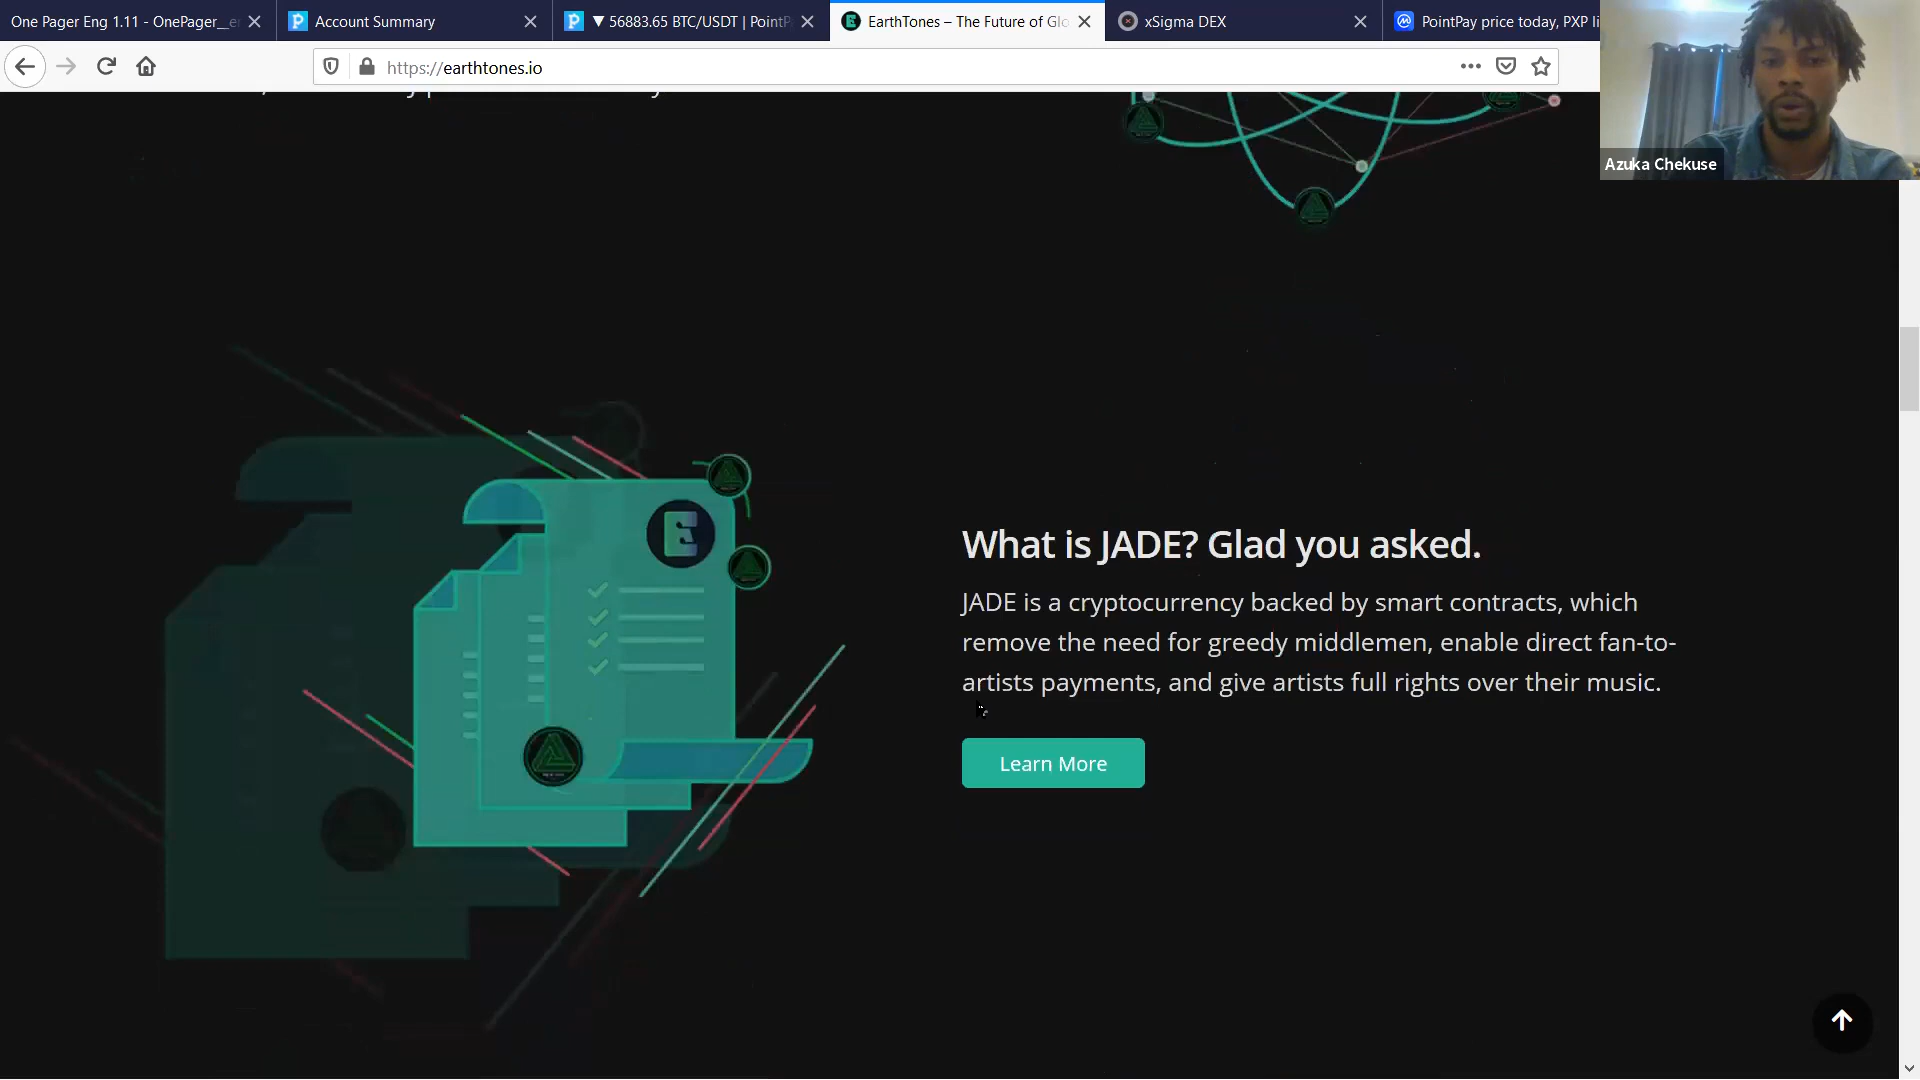 One Pager Eng 1.11 - OnePager_
Account Summary
▼ 56883.65 BTC/USDT | PointP
EarthTones – The Future of Glo
xSigma DEX
PointPay price today, PXP li
https://earthtones.io
Azuka Chekuse
E
What is JADE? Glad you asked.
JADE is a cryptocurrency backed by smart contracts, which
remove the need for greedy middlemen, enable direct fan-to-
artists payments, and give artists full rights over their music.
Learn More